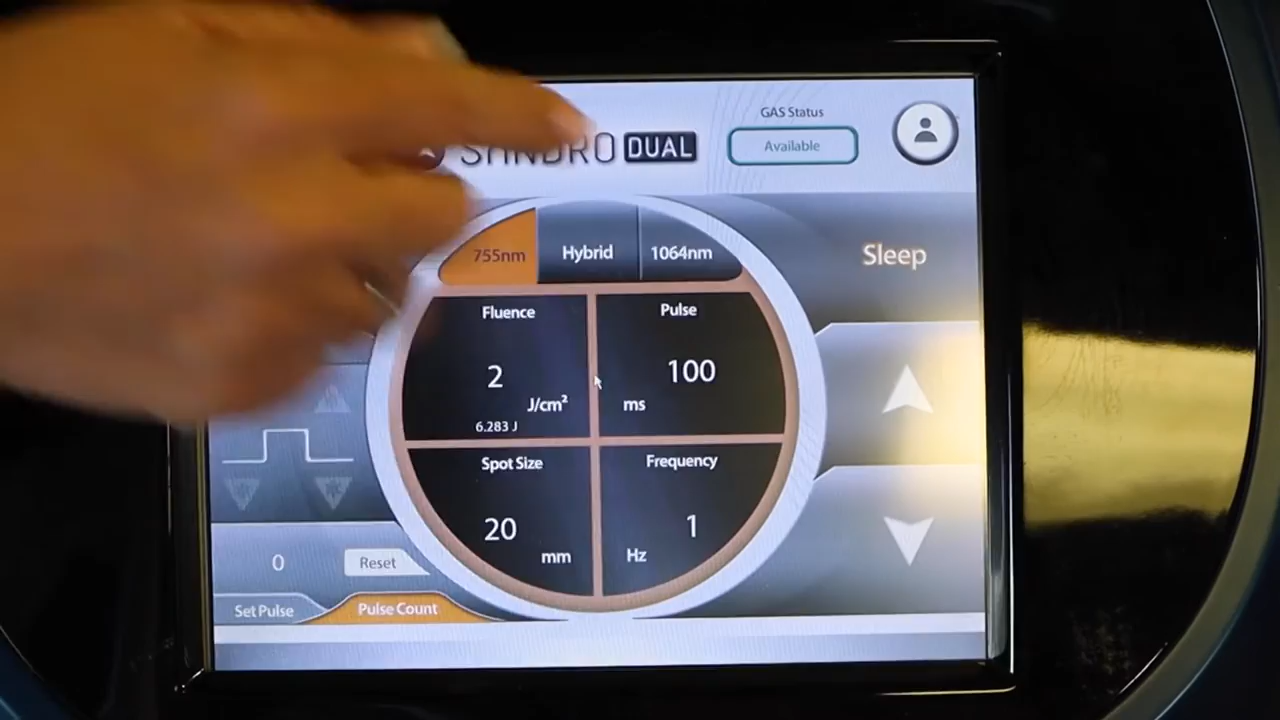 GAS Status
SANDRO DUAL
Available
755nm
Hybrid
1064nm
Sleep
Fluence
Pulse
2
J/cm²
6.283 J
100
ms
Spot Size
Frequency
20
mm
1
Hz
0
Reset
Set Pulse
Pulse Count